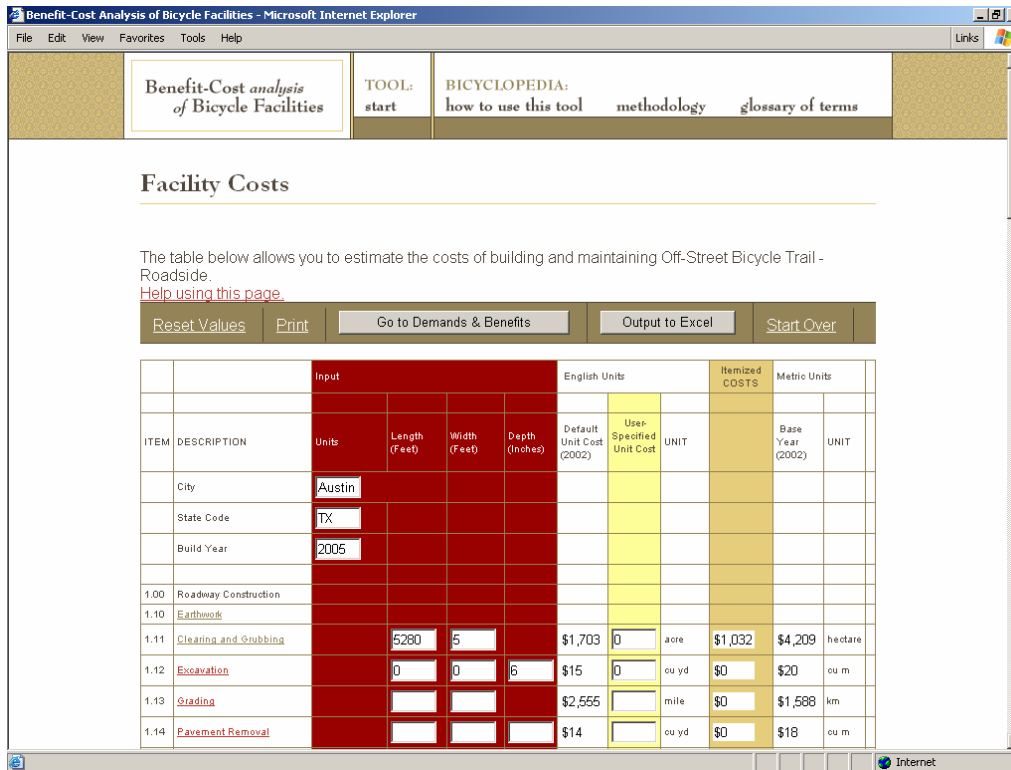 Benefit-Cost Analysis of Bicycle Facilities - Microsoft Internet Explorer
File Edit View Favorites Tools Help Links
Benefit-Cost analysis
of Bicycle Facilities
TOOL:
start
BICYCLOPEDIA:
how to use this tool methodology glossary of terms
Facility Costs
The table below allows you to estimate the costs of building and maintaining Off-Street Bicycle Trail -
Roadside.
Help using this page.
Reset Values Print Go to Demands & Benefits Output to Excel Start Over
Input English Units Itemized COSTS Metric Units
ITEM DESCRIPTION Units Length (Feet) Width (Feet) Depth (Inches) Default Unit Cost (2002) User-Specified Unit Cost UNIT Base Year (2002) UNIT
City Austin
State Code TX
Build Year 2005
1.00 Roadway Construction
1.10 Earthwork
1.11 Clearing and Grubbing 5280 5 $1,703 0 acre $1,032 $4,209 hectare
1.12 Excavation 0 0 6 $15 0 cu yd $0 $20 cu m
1.13 Grading $2,555 mile $0 $1,588 km
1.14 Pavement Removal $14 cu yd $0 $18 cu m
Internet